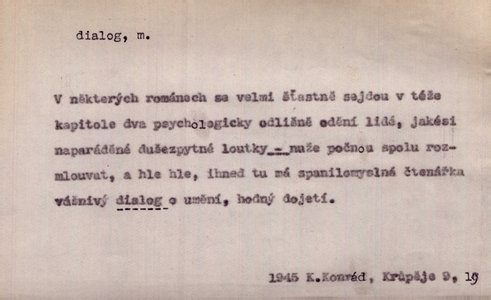 dialog, m.
V některých románech se velmi šťastně sejdou v téže
kapitole dva psychologicky odlišně odění lidé, jakési
naparáděné dušezpytné loutky - nuže počnou spolu roz-
mlouvat, a hle hle, ihned tu má spanilomyslná čtenářka
vášnivý dialog o umění, hodný dojetí.
1945 K.Konrád, Krůpěje 9, 19